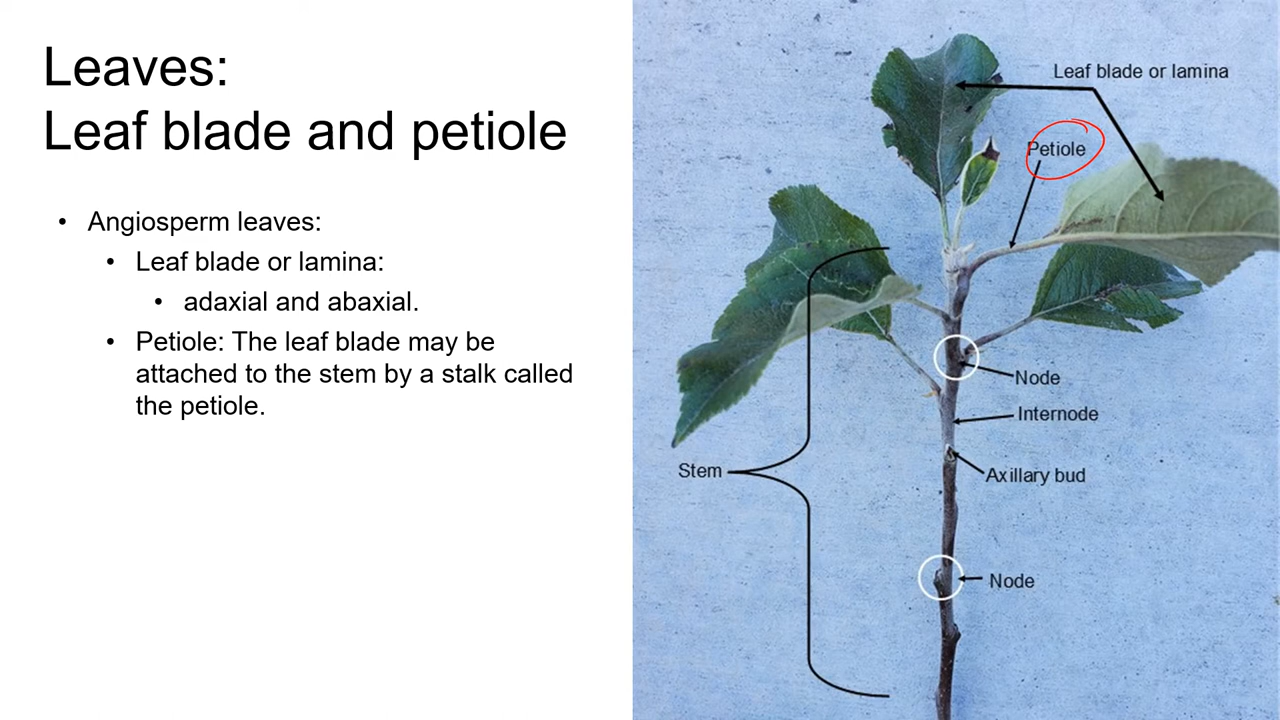 Leaves:
Leaf blade and petiole
• Angiosperm leaves:
• Leaf blade or lamina:
• adaxial and abaxial.
• Petiole: The leaf blade may be
attached to the stem by a stalk called
the petiole.
Leaf blade or lamina
Petiole
Node
Internode
Axillary bud
Stem
Node